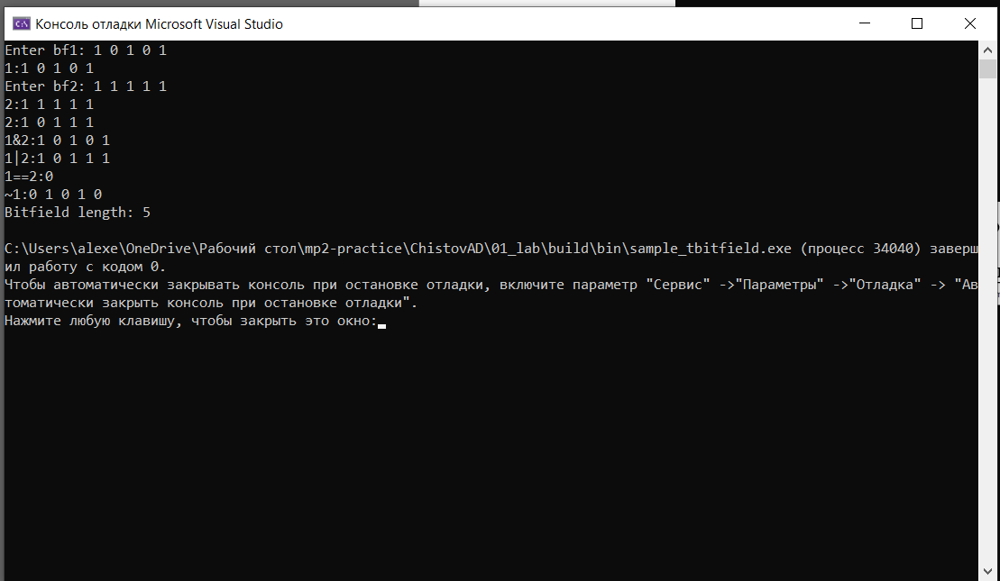 Консоль отладки Microsoft Visual Studio
Enter bf1: 1 0 1 0 1
1:1 0 1 0 1
Enter bf2: 1 1 1 1 1
2:1 1 1 1 1
2:1 0 1 1 1
1&2:1 0 1 0 1
1|2:1 0 1 1 1
1==2:0
~1:0 1 0 1 0
Bitfield length: 5
C:\Users\alexe\OneDrive\Рабочий стол\mp2-practice\ChistovAD\01_lab\build\bin\sample_tbitfield.exe (процесс 34040) заверш
ил работу с кодом 0.
Чтобы автоматически закрывать консоль при остановке отладки, включите параметр "Сервис" ->"Параметры" ->"Отладка" -> "Ав
томатически закрыть консоль при остановке отладки".
Нажмите любую клавишу, чтобы закрыть это окно: